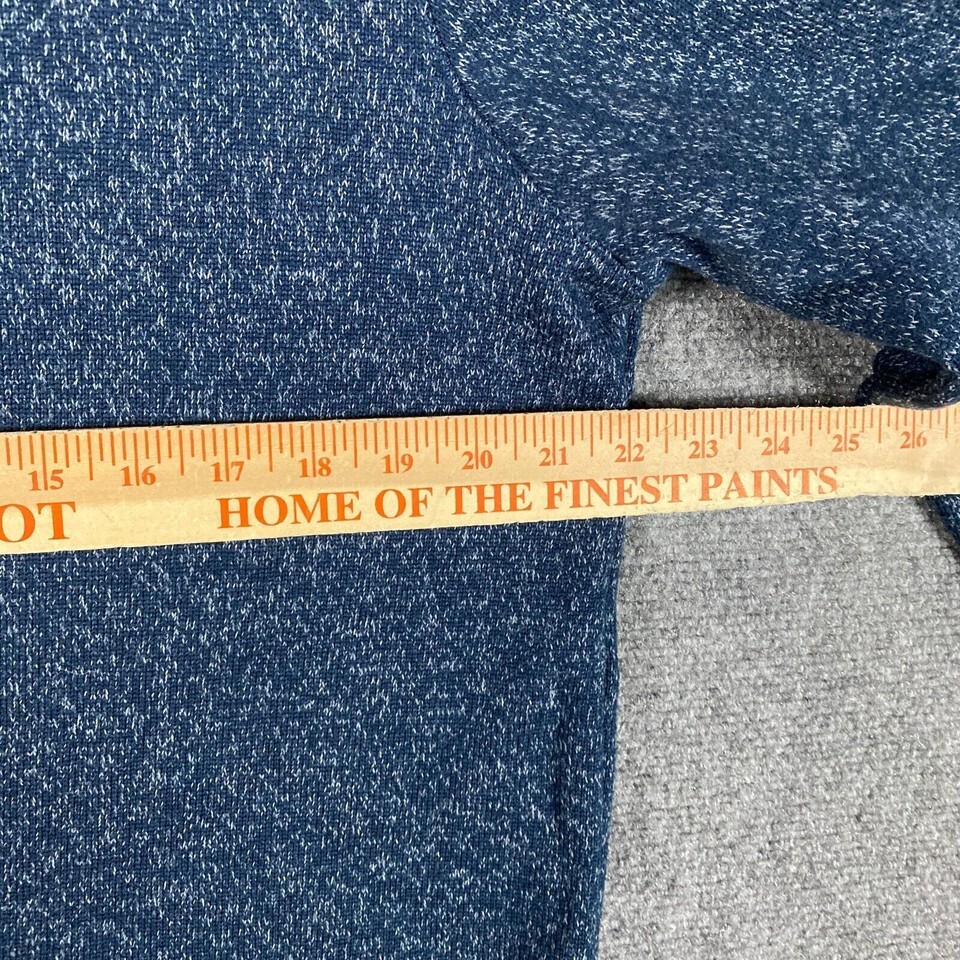 15 16 17 18 19 20 21 22 23 24 25 26
OT HOME OF THE FINEST PAINTS